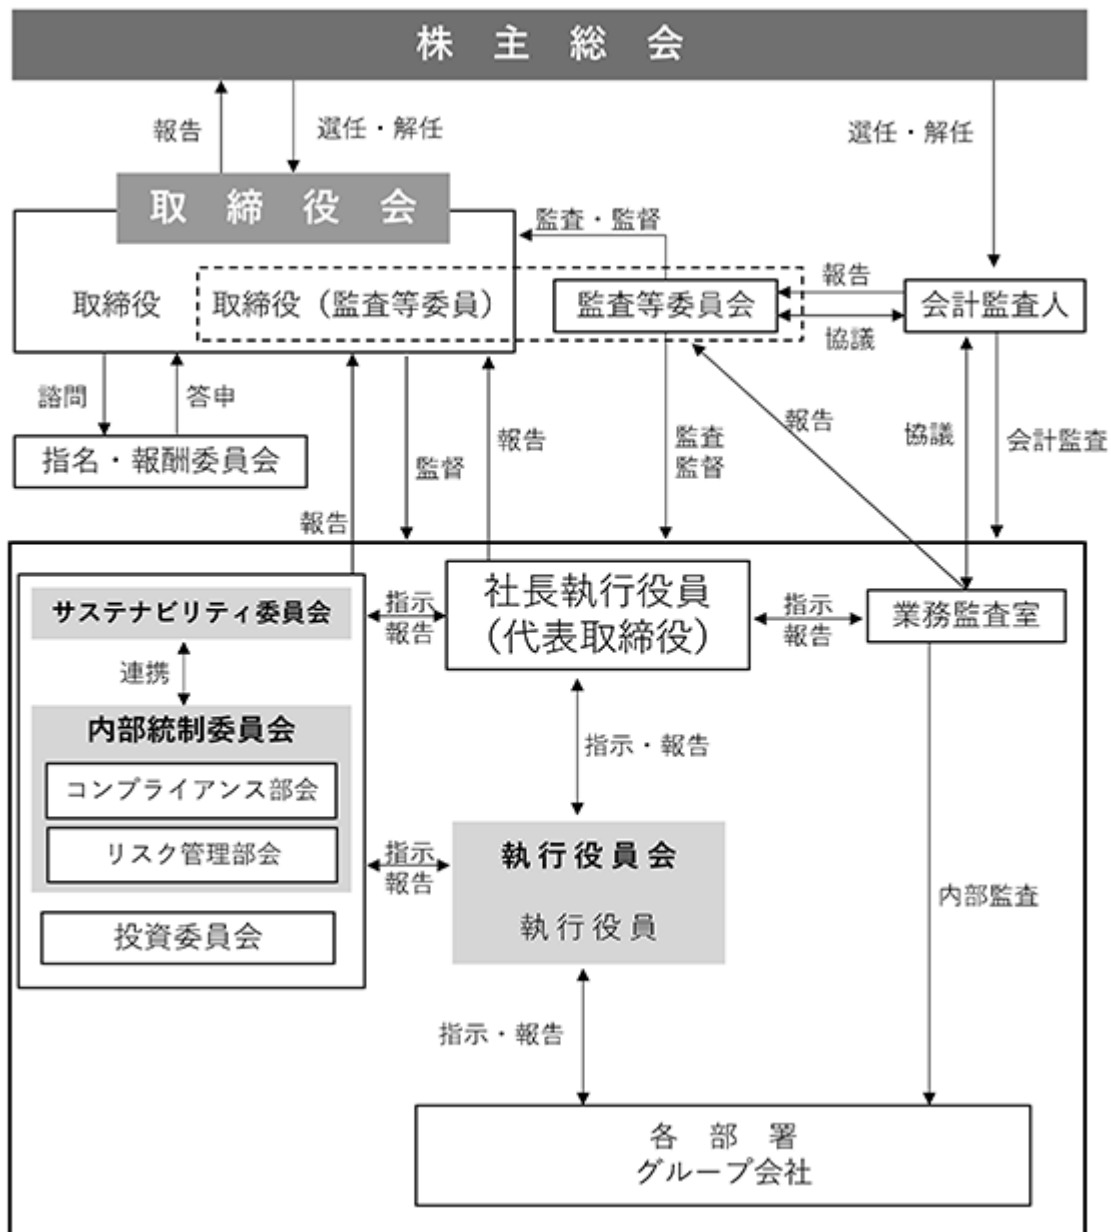 株 主 総 会
報告
選任・解任
選任・解任
取 締 役 会
監査・監督
取締役
取締役（監査等委員）
監査等委員会
報告
協議
会計監査人
諮問
答申
指名・報酬委員会
報告
監督
報告
監査
監督
報告
協議
会計監査
サステナビリティ委員会
連携
内部統制委員会
コンプライアンス部会
リスク管理部会
投資委員会
指示
報告
社長執行役員
（代表取締役）
指示
報告
業務監査室
指示・報告
指示
報告
執行役員会
執行役員
内部監査
指示・報告
各 部 署
グループ会社